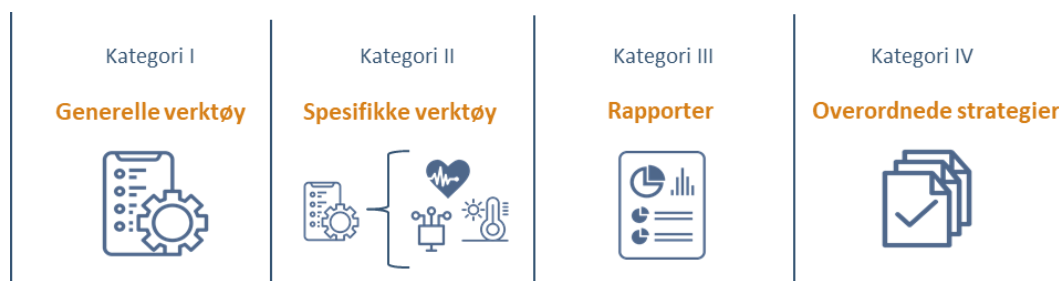 Kategori I
Generelle verktøy
Kategori II
Spesifikke verktøy
Kategori III
Rapporter
Kategori IV
Overordnede strategier